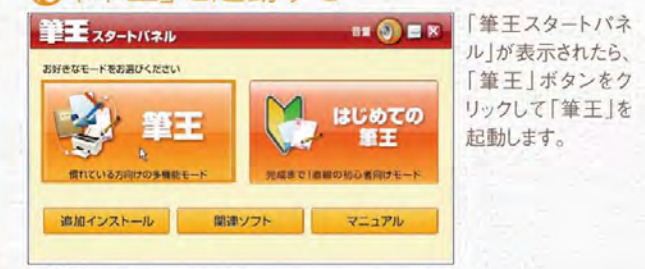 筆王 スタートパネル
音量
お好きなモードをお選びください
筆王
慣れている方向けの多機能モード
はじめての
筆王
完成まで1直線の初心者向けモード
追加インストール
関連ソフト
マニュアル
「筆王スタートパネ
ル」が表示されたら、
「筆王」ボタンをク
リックして「筆王」を
起動します。